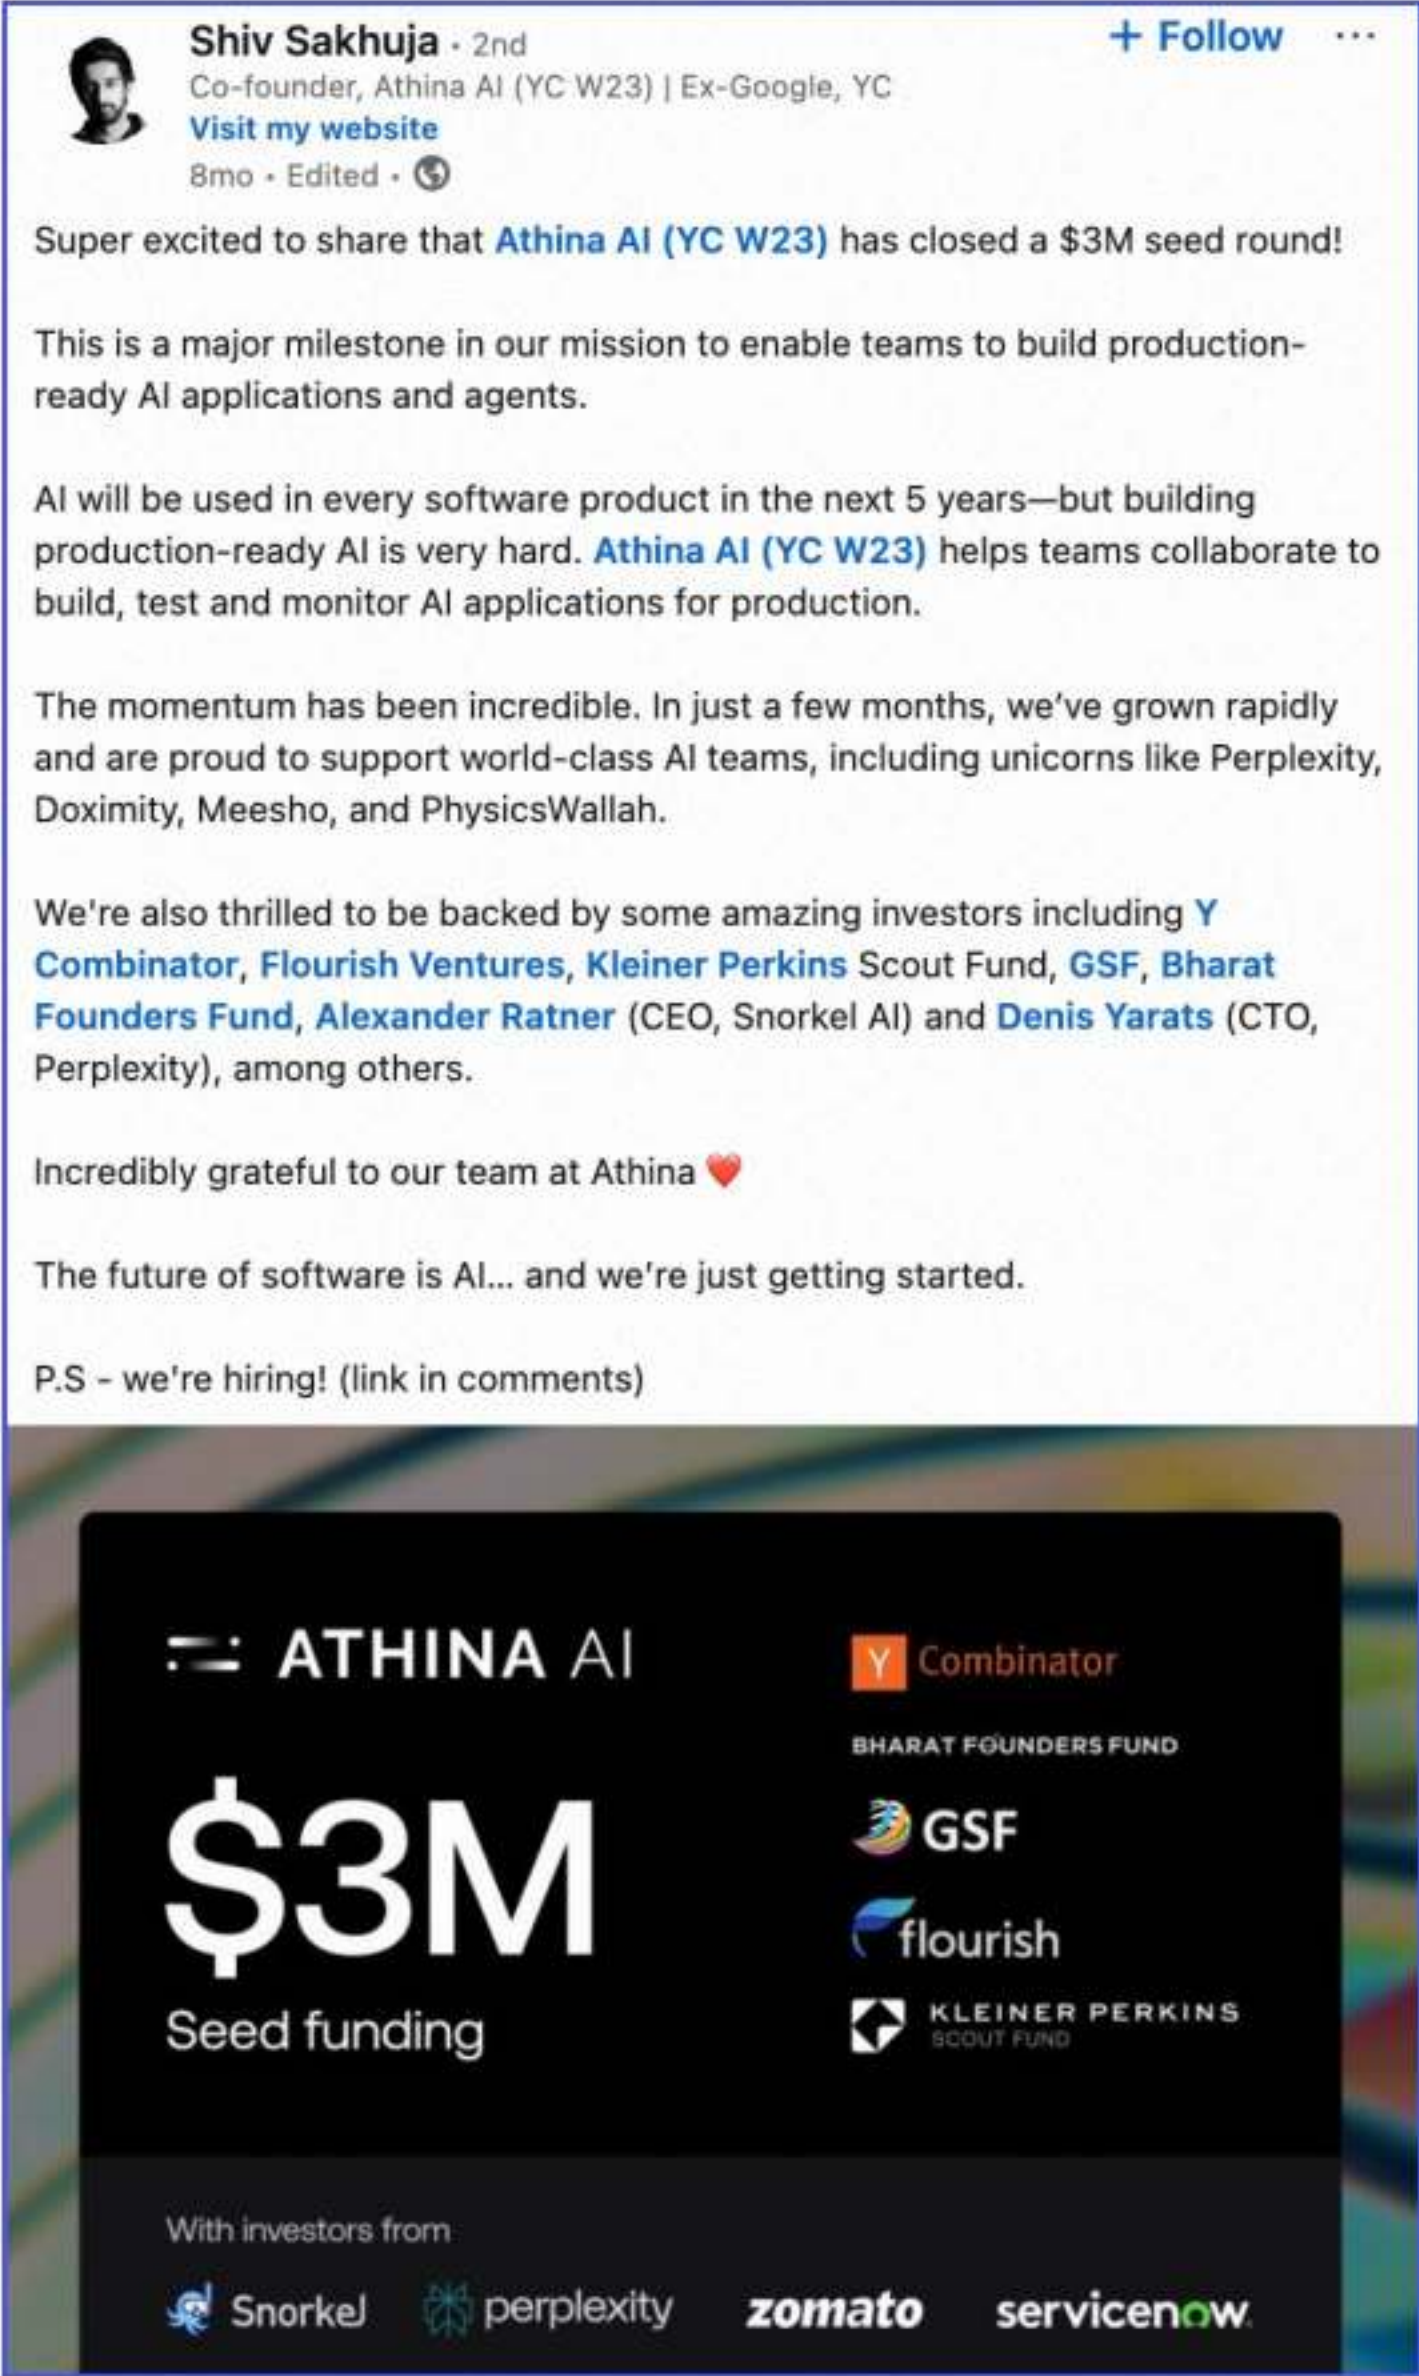 Shiv Sakhuja · 2nd
+ Follow ...
Co-founder, Athina AI (YC W23) | Ex-Google, YC
Visit my website
8mo • Edited •
Super excited to share that Athina AI (YC W23) has closed a $3M seed round!
This is a major milestone in our mission to enable teams to build production-
ready AI applications and agents.
AI will be used in every software product in the next 5 years—but building
production-ready AI is very hard. Athina AI (YC W23) helps teams collaborate to
build, test and monitor AI applications for production.
The momentum has been incredible. In just a few months, we’ve grown rapidly
and are proud to support world-class AI teams, including unicorns like Perplexity,
Doximity, Meesho, and PhysicsWallah.
We're also thrilled to be backed by some amazing investors including Y
Combinator, Flourish Ventures, Kleiner Perkins Scout Fund, GSF, Bharat
Founders Fund, Alexander Ratner (CEO, Snorkel AI) and Denis Yarats (CTO,
Perplexity), among others.
Incredibly grateful to our team at Athina ❤️
The future of software is AI... and we’re just getting started.
P.S - we're hiring! (link in comments)
ATHINA AI
$3M
Seed funding
Y Combinator
BHARAT FOUNDERS FUND
GSF
flourish
KLEINER PERKINS
SCOUT FUND
With investors from
Snorkel perplexity zomato servicenow